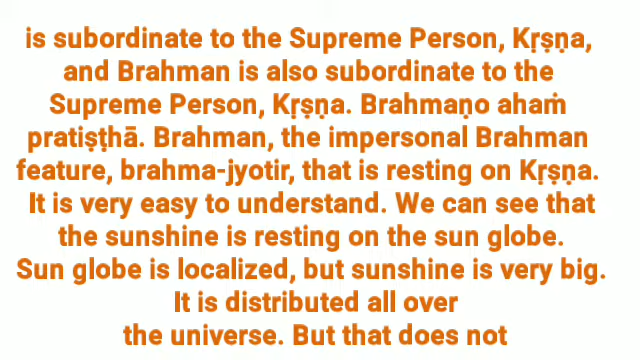 is subordinate to the Supreme Person, Kṛṣṇa,
and Brahman is also subordinate to the
Supreme Person, Kṛṣṇa. Brahmaṇo ahaṁ
pratiṣṭhā. Brahman, the impersonal Brahman
feature, brahma-jyotir, that is resting on Kṛṣṇa.
It is very easy to understand. We can see that
the sunshine is resting on the sun globe.
Sun globe is localized, but sunshine is very big.
It is distributed all over
the universe. But that does not